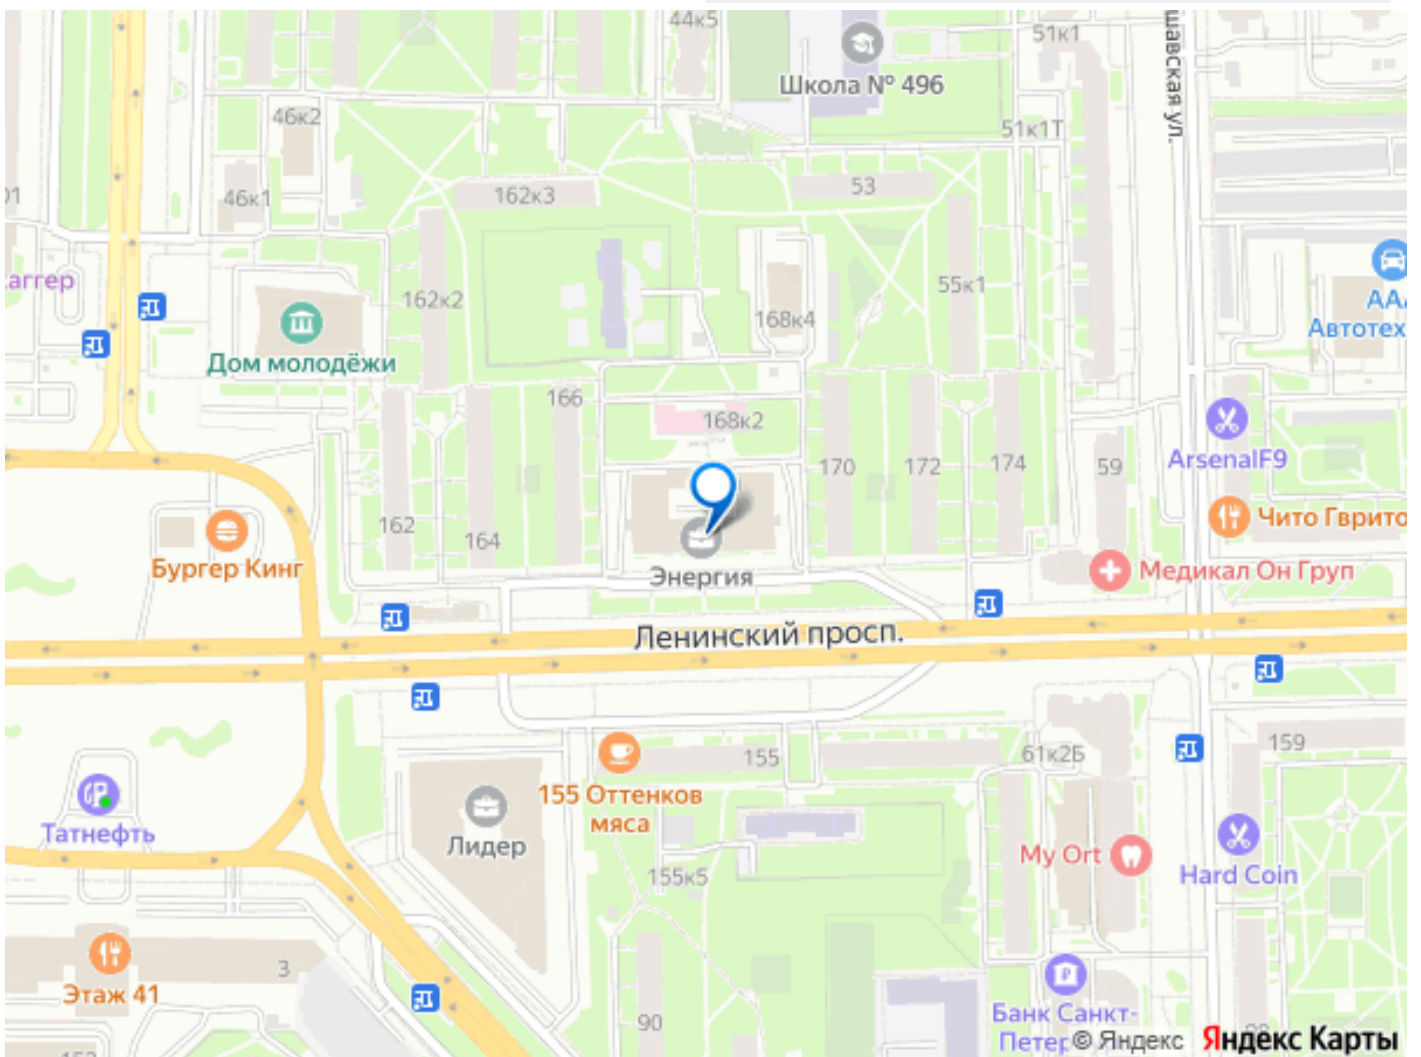 44к5
51к1
шавская ул.
Школа № 496
46к2
51к1Т
46к1
162к3
53
аггер
162к2
55к1
168к4
Дом молодёжи
Автотех
166
168к2
170
172
174
59
ArsenalF9
162
164
Чито Гврито
Бургер Кинг
Энергия
Медикал Он Груп
Ленинский просп.
155
61к2Б
159
155 Оттенков
мяса
Татнефть
Лидер
My Ort
Hard Coin
155к5
3
Этаж 41
90
Банк Санкт-
Петер
© Яндекс
Яндекс Карты